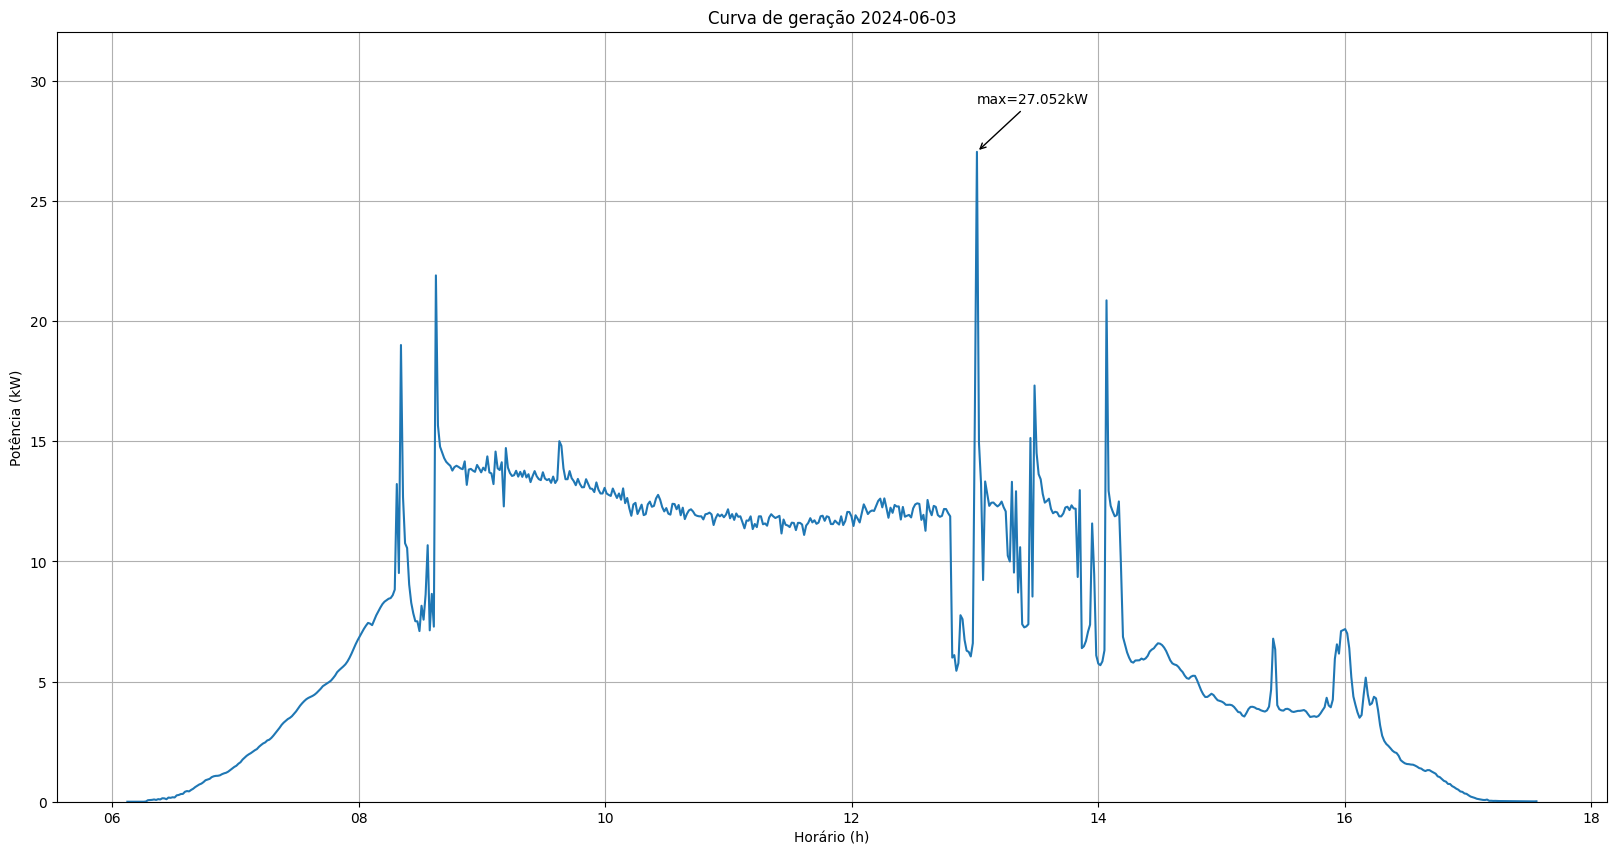 Curva de geração 2024-06-03
max=27.052kW
30
25
20
15
10
5
0
Potência (kW)
06 08 10 12 14 16 18
Horário (h)